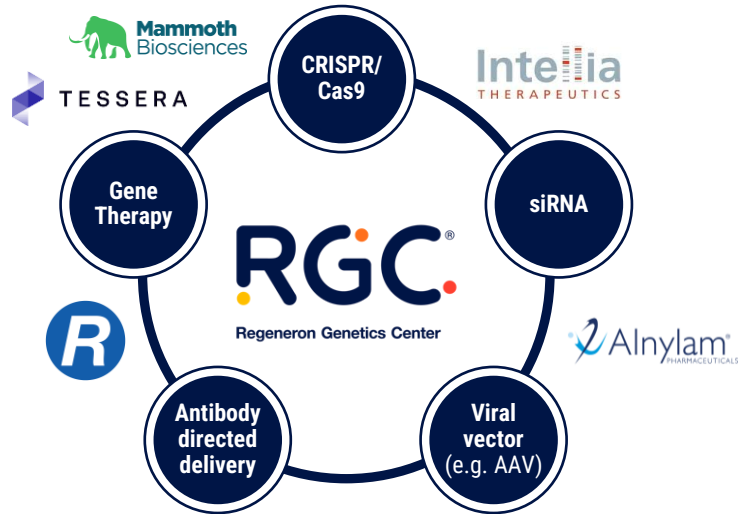 Mammoth
Biosciences
CRISPR/
Cas9
Intellia
THERAPEUTICS
TESSERA
Gene
Therapy
siRNA
RGC®
Regeneron Genetics Center
R
Alnylam®
PHARMACEUTICALS
Antibody
directed
delivery
Viral
vector
(e.g. AAV)